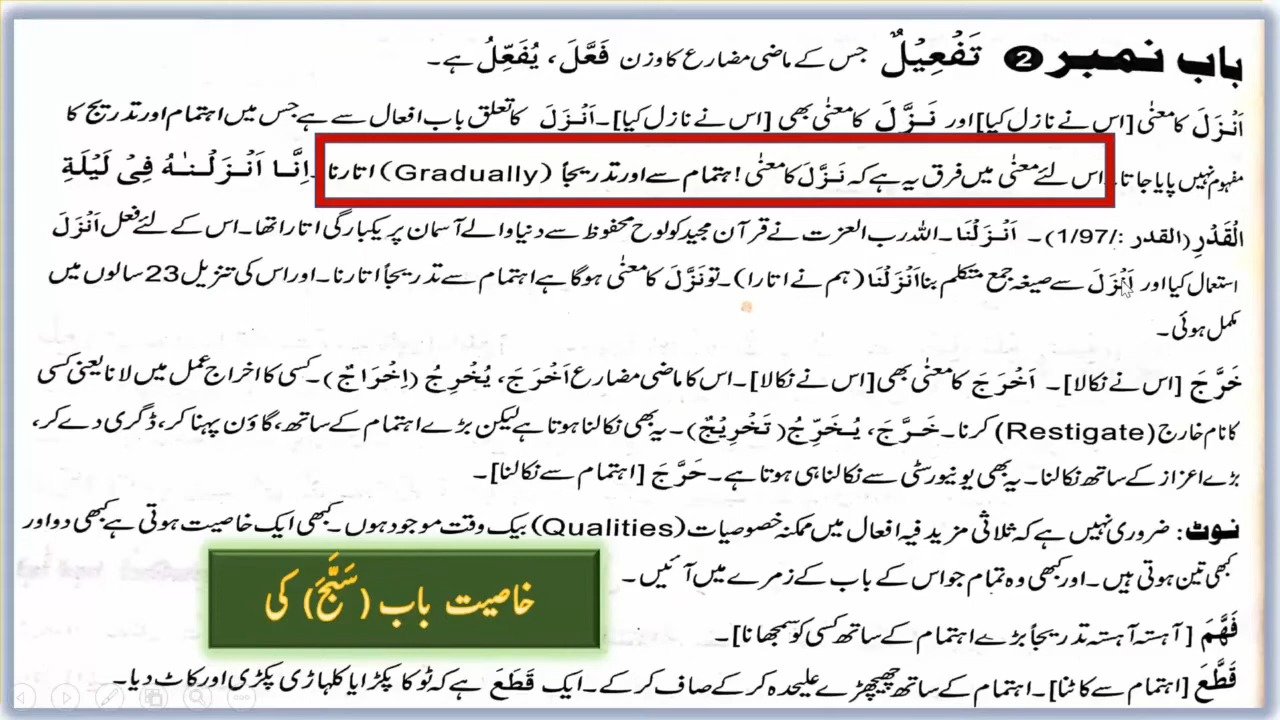 باب نمبر ❷ تَفْعِیْلٌ جس کے ماضی مضارع کا وزن فَعَّلَ، یُفَعِّلُ ہے۔
اَنْزَلَ کا معنٰی [اس نے نازل کیا] اور نَزَّلَ کا معنٰی بھی [اس نے نازل کیا]۔ اَنْزَلَ کا تعلق باب افعال سے ہے جس میں اہتمام اور تدریج کا
مفہوم نہیں پایا جاتا۔ اس لئے معنٰی میں فرق یہ ہے کہ نَزَّلَ کا معنٰی! ہتمام سے اور تدریجاً (Gradually) اتارنا۔ اِنَّا اَنْزَلْنٰهُ فِیْ لَیْلَةِ
الْقَدْرِ (القدر :/1/97) ۔ اَنْزَلْنَا۔ اللہ رب العزت نے قرآن مجید کو لوح محفوظ سے دنیا والے آسمان پر یکبارگی اتارا تھا۔ اس کے لئے فعل اَنْزَلَ
استعمال کیا اور اَنْزَلَ سے صیغہ جمع متکلم بنا اَنْزَلْنَا (ہم نے اتارا)۔ تو نَزَّلَ کا معنٰی ہوگا ہے اہتمام سے تدریجاً اتارنا۔ اور اس کی تنزیل 23 سالوں میں
مکمل ہوئی۔
خَرَّجَ [اس نے نکالا]۔ اَخْرَجَ کا معنٰی بھی [اس نے نکالا]۔ اس کا ماضی مضارع اَخْرَجَ، یُخْرِجُ (اِخْرَاجٌ)۔ کسی کا اخراج عمل میں لانا یعنی کسی
کا نام خارج (Restigate) کرنا۔ خَرَّجَ، یُخَرِّجُ (تَخْرِیْجٌ)۔ یہ بھی نکالنا ہوتا ہے لیکن بڑے اہتمام کے ساتھ، گاؤن پہنا کر، ڈگری دے کر،
بڑے اعزاز کے ساتھ نکالنا۔ یہ بھی یونیورسٹی سے نکالنا ہی ہوتا ہے۔ خَرَّجَ [اہتمام سے نکالنا]۔
نوٹ: ضروری نہیں ہے کہ ثلاثی مزید فیہ افعال میں ممکنہ خصوصیات (Qualities) بیک وقت موجود ہوں۔ کبھی ایک خاصیت ہوتی ہے کبھی دو اور
کبھی تین ہوتی ہیں۔ اور کبھی وہ تمام جو اس کے باب کے زمرے میں آئیں۔
خاصیت باب (سَبَّحَ) کی
فَهَّمَ [آہستہ آہستہ تدریجاً بڑے اہتمام کے ساتھ کسی کو سمجھانا]۔
قَطَّعَ [اہتمام سے کاٹنا]۔ اہتمام کے ساتھ چھیچھڑے علیحدہ کر کے صاف کر کے۔ ایک قَطَعَ ہے کہ ٹوکا پکڑا یا کلہاڑی پکڑی اور کاٹ دیا۔